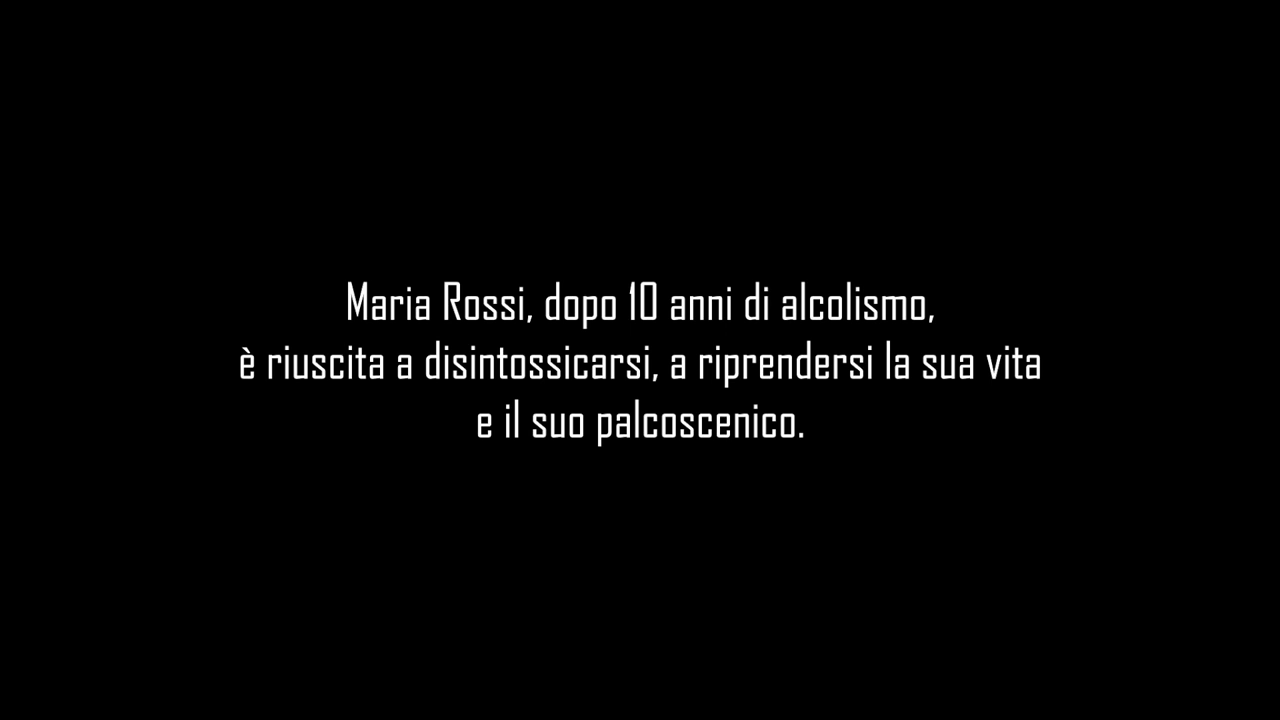 Maria Rossi, dopo 10 anni di alcolismo,
è riuscita a disintossicarsi, a riprendersi la sua vita
e il suo palcoscenico.